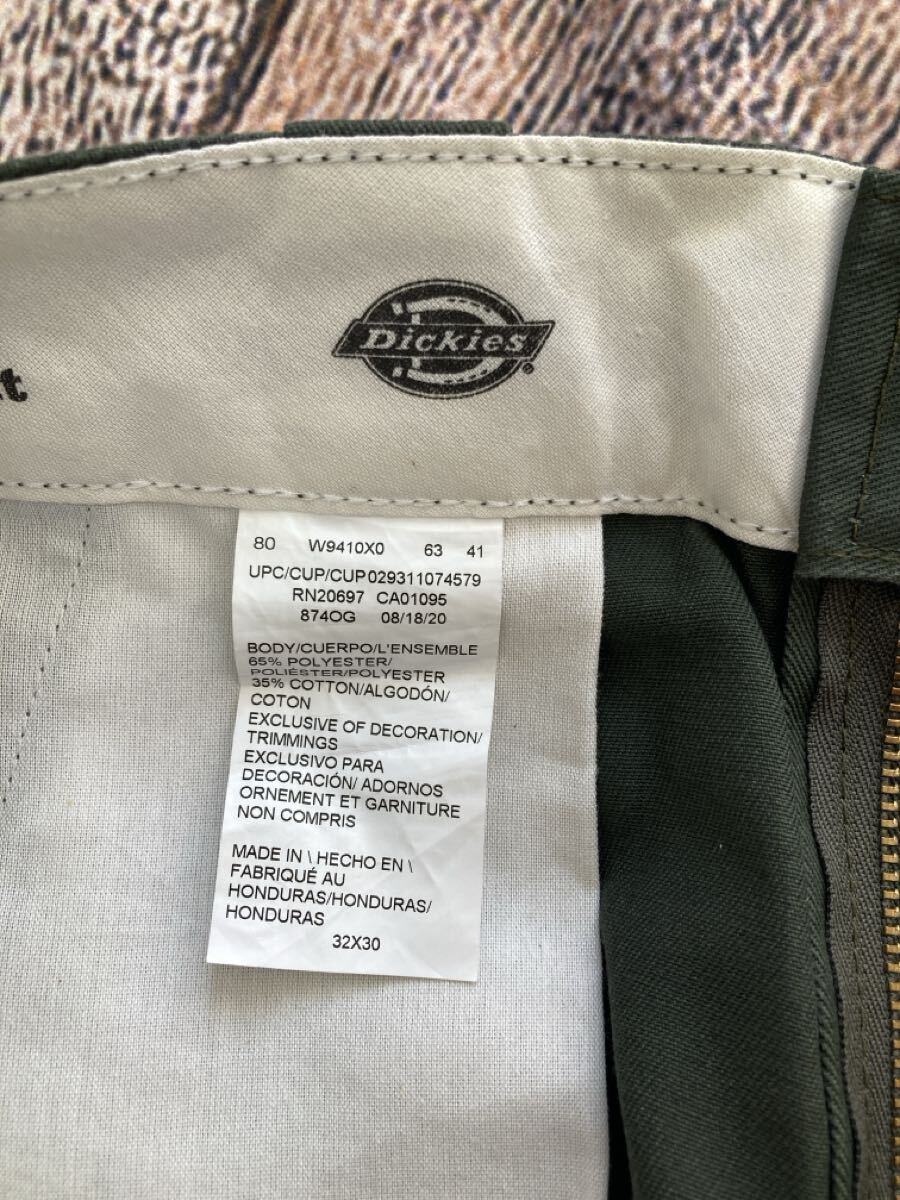 Dickies
80 W9410X0 63 41
UPC/CUP/CUP029311074579
RN20697 CA01095
874OG 08/18/20
BODY/CUERPO/L'ENSEMBLE
65% POLYESTER/
POLIÉSTER/POLYESTER
35% COTTON/ALGODÓN/
COTON
EXCLUSIVE OF DECORATION/
TRIMMINGS
EXCLUSIVO PARA
DECORACIÓN/ ADORNOS
ORNEMENT ET GARNITURE
NON COMPRIS
MADE IN \ HECHO EN \
FABRIQUÉ AU
HONDURAS/HONDURAS/
HONDURAS
32X30